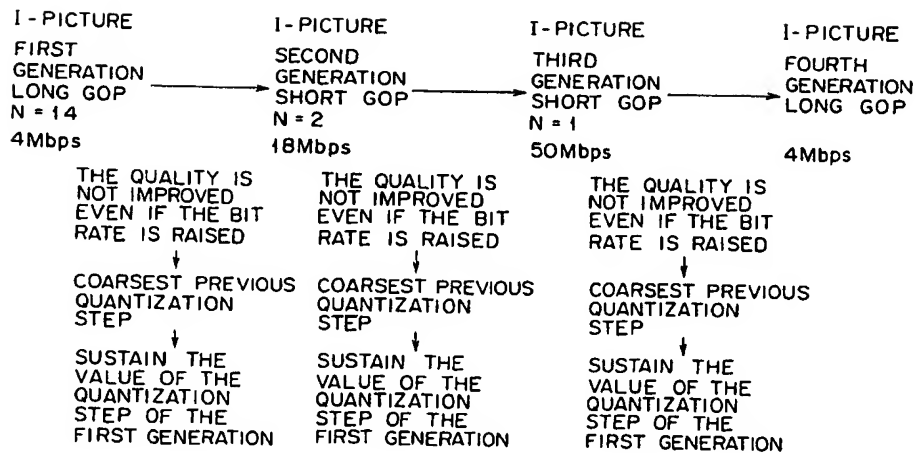 I-PICTURE
FIRST
GENERATION
LONG GOP
N = 14
4Mbps
I-PICTURE
SECOND
GENERATION
SHORT GOP
N = 2
18Mbps
I-PICTURE
THIRD
GENERATION
SHORT GOP
N = 1
50Mbps
I-PICTURE
FOURTH
GENERATION
LONG GOP
4Mbps
THE QUALITY IS
NOT IMPROVED
EVEN IF THE BIT
RATE IS RAISED
COARSEST PREVIOUS
QUANTIZATION
STEP
SUSTAIN THE
VALUE OF THE
QUANTIZATION
STEP OF THE
FIRST GENERATION
THE QUALITY IS
NOT IMPROVED
EVEN IF THE BIT
RATE IS RAISED
COARSEST PREVIOUS
QUANTIZATION
STEP
SUSTAIN THE
VALUE OF THE
QUANTIZATION
STEP OF THE
FIRST GENERATION
THE QUALITY IS
NOT IMPROVED
EVEN IF THE BIT
RATE IS RAISED
COARSEST PREVIOUS
QUANTIZATION
STEP
SUSTAIN THE
VALUE OF THE
QUANTIZATION
STEP OF THE
FIRST GENERATION